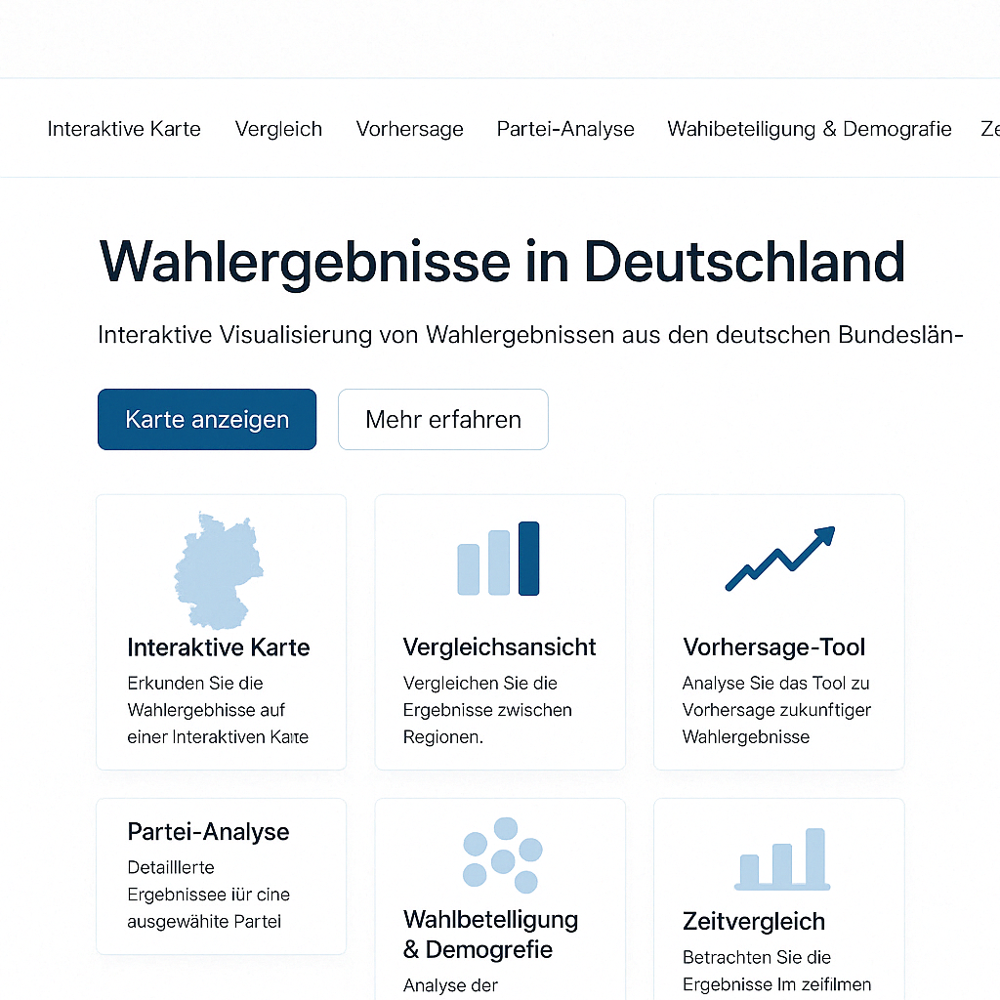 Interaktive Karte Vergleich Vorhersage Partei-Analyse Wahibeteiligung & Demografie Ze
Wahlergebnisse in Deutschland
Interaktive Visualisierung von Wahlergebnissen aus den deutschen Bundeslän-
Karte anzeigen Mehr erfahren
Interaktive Karte
Erkunden Sie die
Wahlergebhisse auf
einer Interaktiven Karte
Vergleichsansicht
Vergleichen Sie die
Ergebnisse zwischen
Regionen.
Vorhersage-Tool
Analyse Sie das Tool zu
Vorhersage zukunftiger
Wahlergebnisse
Partei-Analyse
Detailllerte
Ergebnissee iür cine
ausgewähite Partei
Wahlbetelligung
& Demogrefie
Analyse der
Zeitvergleich
Betrachten Sie die
Ergebnisse Im zeifilmen